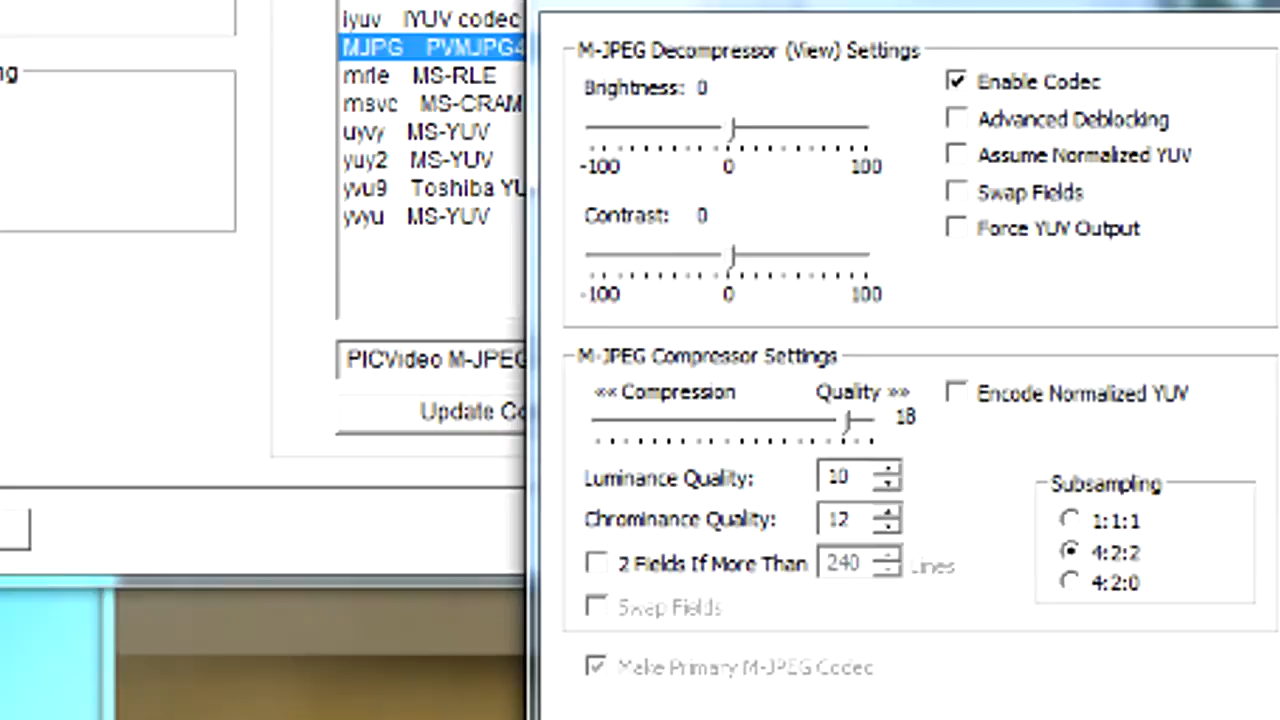 ng
iyuv IYUV codec
MJPG PVMJPG4
mrle MS-RLE
msvc MS-CRAM
uyvy MS-YUV
yuy2 MS-YUV
yvu9 Toshiba YU
yvyu MS-YUV
PICVideo M-JPEG
Update Co
M-JPEG Decompressor (View) Settings
Brightness: 0
-100 0 100
Contrast: 0
-100 0 100
Enable Codec
Advanced Deblocking
Assume Normalized YUV
Swap Fields
Force YUV Output
M-JPEG Compressor Settings
«« Compression Quality »»
18
Encode Normalized YUV
Luminance Quality: 10
Chrominance Quality: 12
2 Fields If More Than 240 Lines
Swap Fields
Subsampling
1:1:1
4:2:2
4:2:0
Make Primary M-JPEG Codec